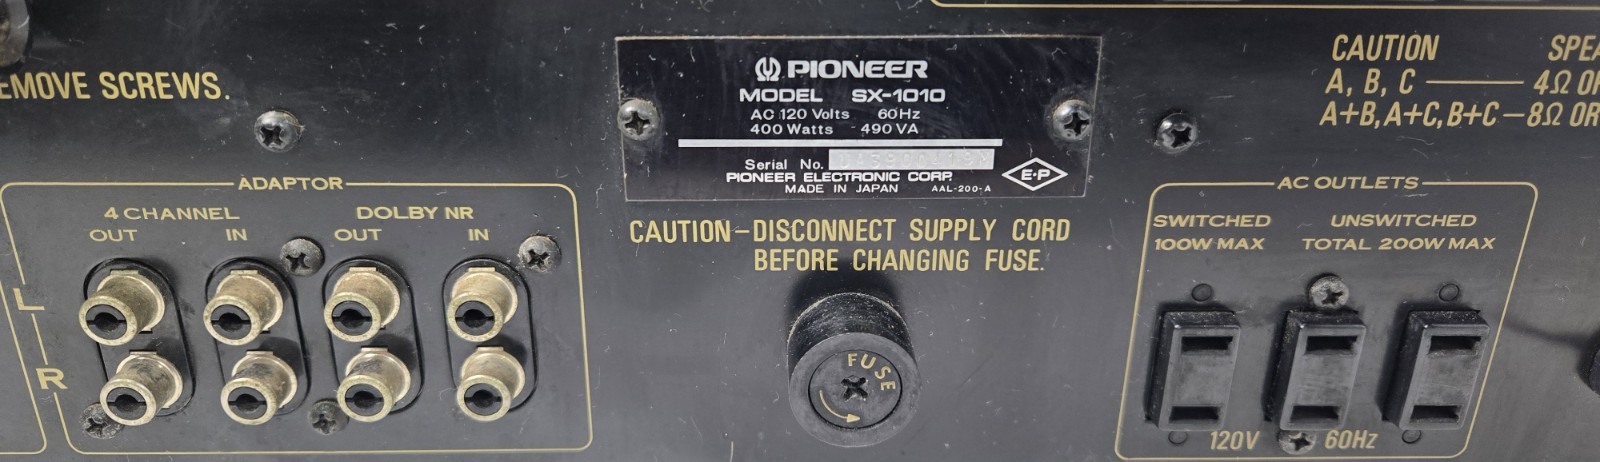 EMOVE SCREWS.
PIONEER
MODEL SX-1010
AC 120 Volts 60Hz
400 Watts 490 VA
Serial No.
PIONEER ELECTRONIC CORP.
MADE IN JAPAN AAL-200-A
E·P
CAUTION SPEA
A, B, C — 4Ω OR
A+B, A+C, B+C — 8Ω OR
ADAPTOR
4 CHANNEL DOLBY NR
OUT IN OUT IN
L
R
CAUTION – DISCONNECT SUPPLY CORD
BEFORE CHANGING FUSE.
FUSE
AC OUTLETS
SWITCHED UNSWITCHED
100W MAX TOTAL 200W MAX
120V 60Hz